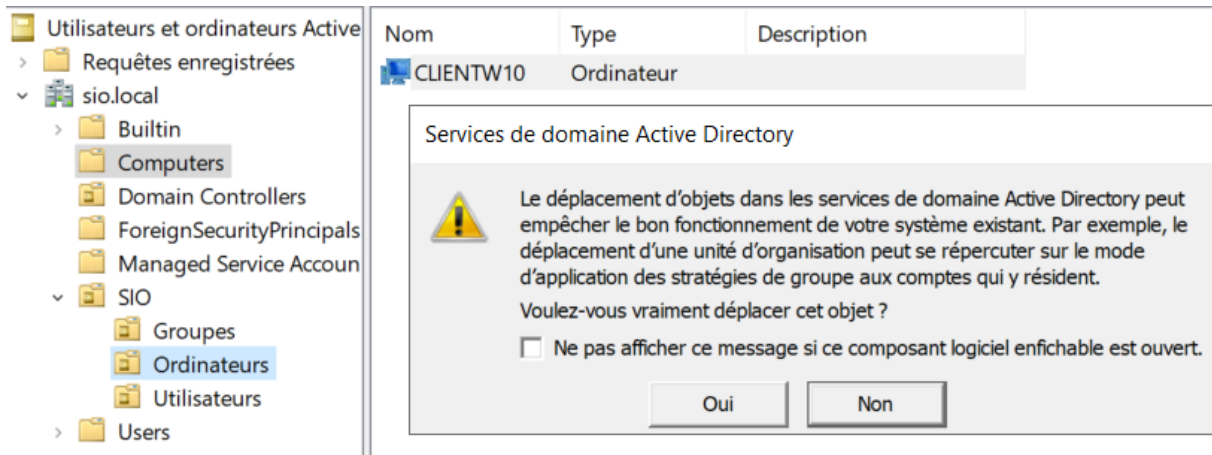 Utilisateurs et ordinateurs Active
Requêtes enregistrées
sio.local
Builtin
Computers
Domain Controllers
ForeignSecurityPrincipals
Managed Service Accoun
SIO
Groupes
Ordinateurs
Utilisateurs
Users
Nom Type Description
CLIENTW10 Ordinateur
Services de domaine Active Directory
Le déplacement d'objets dans les services de domaine Active Directory peut
empêcher le bon fonctionnement de votre système existant. Par exemple, le
déplacement d'une unité d'organisation peut se répercuter sur le mode
d'application des stratégies de groupe aux comptes qui y résident.
Voulez-vous vraiment déplacer cet objet ?
Ne pas afficher ce message si ce composant logiciel enfichable est ouvert.
Oui Non